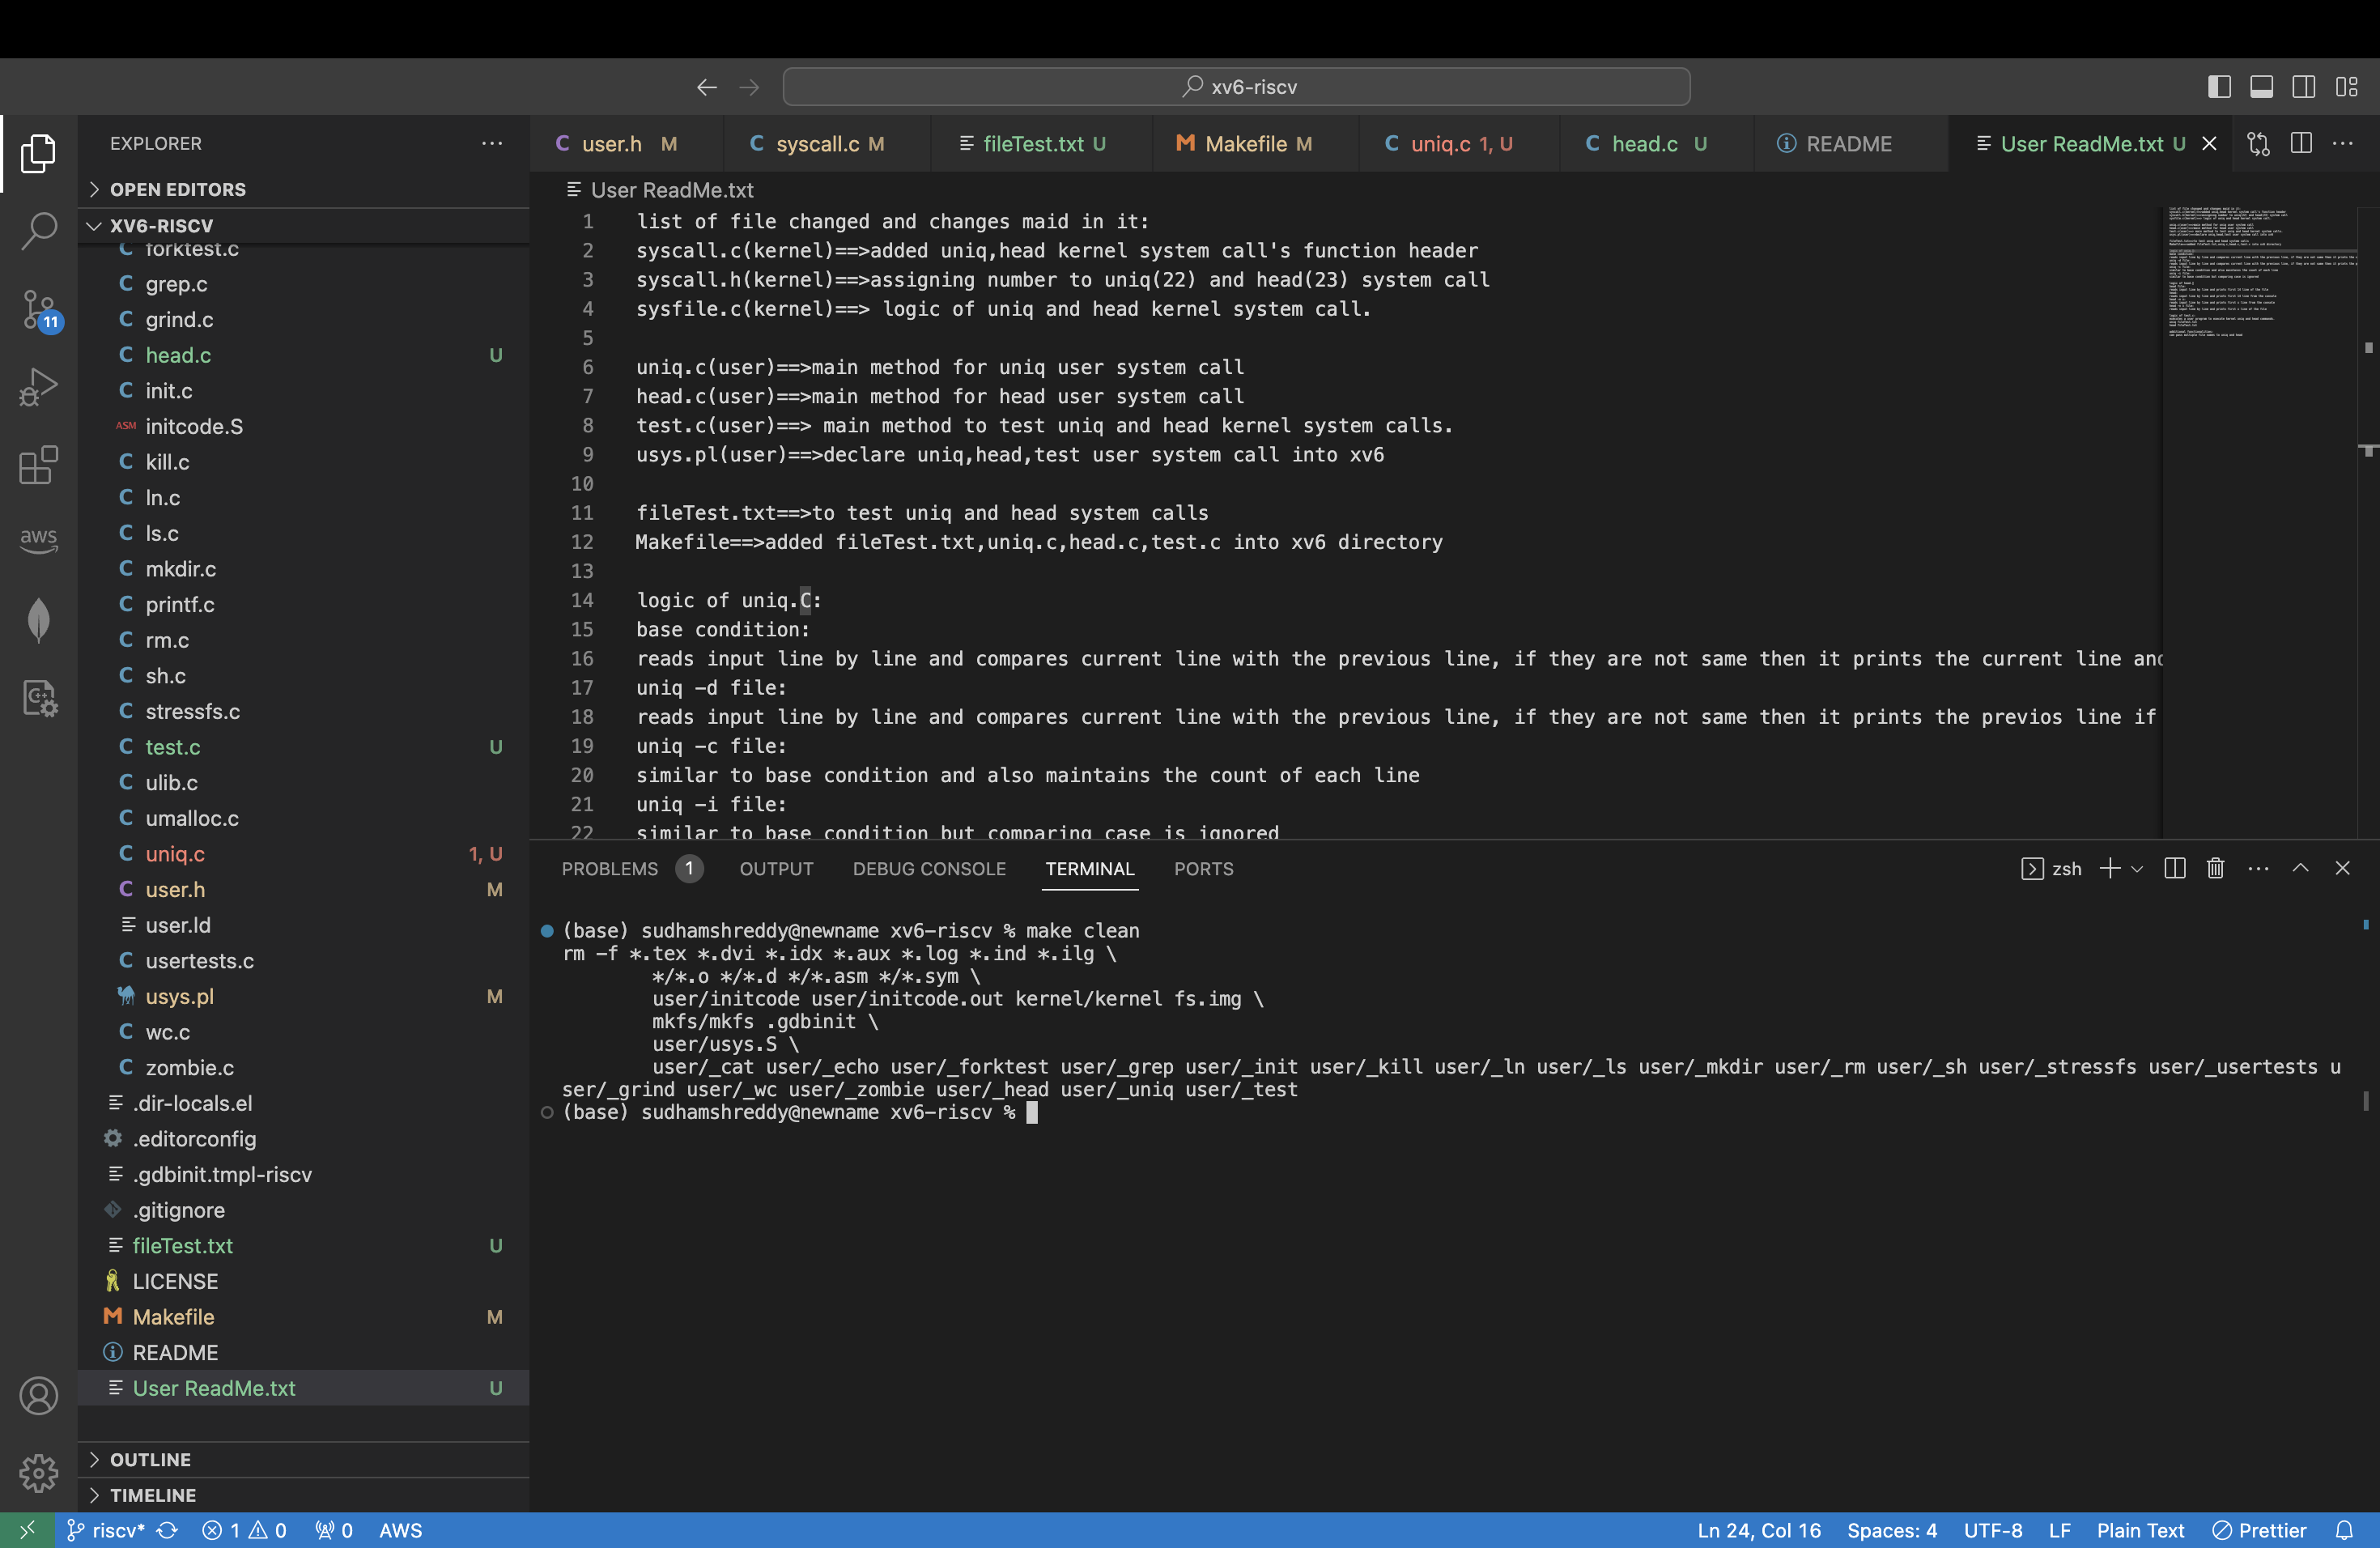 xv6-riscv
EXPLORER
OPEN EDITORS
XV6-RISCV
forktest.c
grep.c
grind.c
head.c U
init.c
ASM initcode.S
kill.c
ln.c
ls.c
mkdir.c
printf.c
rm.c
sh.c
stressfs.c
test.c U
ulib.c
umalloc.c
uniq.c 1, U
user.h M
user.ld
usertests.c
usys.pl M
wc.c
zombie.c
.dir-locals.el
.editorconfig
.gdbinit.tmpl-riscv
.gitignore
fileTest.txt U
LICENSE
Makefile M
README
User ReadMe.txt U
OUTLINE
TIMELINE
11
aws
user.h M syscall.c M fileTest.txt U Makefile M uniq.c 1, U head.c U README User ReadMe.txt U
User ReadMe.txt
1 list of file changed and changes maid in it:
2 syscall.c(kernel)==>added uniq,head kernel system call's function header
3 syscall.h(kernel)==>assigning number to uniq(22) and head(23) system call
4 sysfile.c(kernel)==> logic of uniq and head kernel system call.
5
6 uniq.c(user)==>main method for uniq user system call
7 head.c(user)==>main method for head user system call
8 test.c(user)==> main method to test uniq and head kernel system calls.
9 usys.pl(user)==>declare uniq,head,test user system call into xv6
10
11 fileTest.txt==>to test uniq and head system calls
12 Makefile==>added fileTest.txt,uniq.c,head.c,test.c into xv6 directory
13
14 logic of uniq.C:
15 base condition:
16 reads input line by line and compares current line with the previous line, if they are not same then it prints the current line and
17 uniq -d file:
18 reads input line by line and compares current line with the previous line, if they are not same then it prints the previos line if
19 uniq -c file:
20 similar to base condition and also maintains the count of each line
21 uniq -i file:
22 similar to base condition but comparing case is ignored
PROBLEMS 1 OUTPUT DEBUG CONSOLE TERMINAL PORTS zsh
(base) sudhamshreddy@newname xv6-riscv % make clean
rm -f *.tex *.dvi *.idx *.aux *.log *.ind *.ilg \
*/*.o */*.d */*.asm */*.sym \
user/initcode user/initcode.out kernel/kernel fs.img \
mkfs/mkfs .gdbinit \
user/usys.S \
user/_cat user/_echo user/_forktest user/_grep user/_init user/_kill user/_ln user/_ls user/_mkdir user/_rm user/_sh user/_stressfs user/_usertests u
ser/_grind user/_wc user/_zombie user/_head user/_uniq user/_test
(base) sudhamshreddy@newname xv6-riscv %
riscv* 1 0 0 AWS Ln 24, Col 16 Spaces: 4 UTF-8 LF Plain Text Prettier